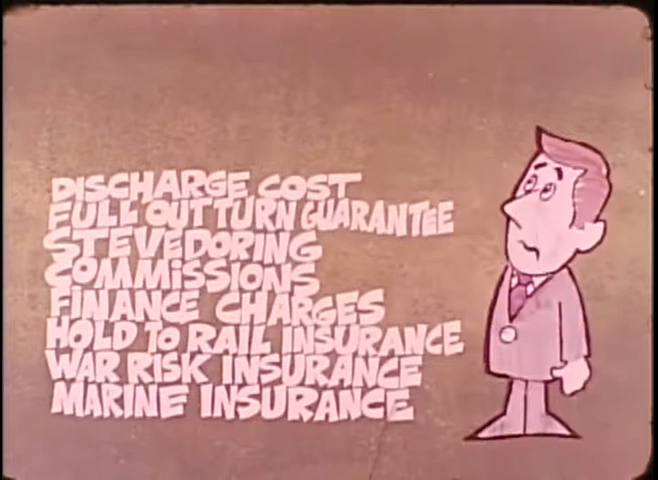 DISCHARGE COST
FULL OUTTURN GUARANTEE
STEVEDORING
COMMISSIONS
FINANCE CHARGES
HOLD TO RAIL INSURANCE
WAR RISK INSURANCE
MARINE INSURANCE